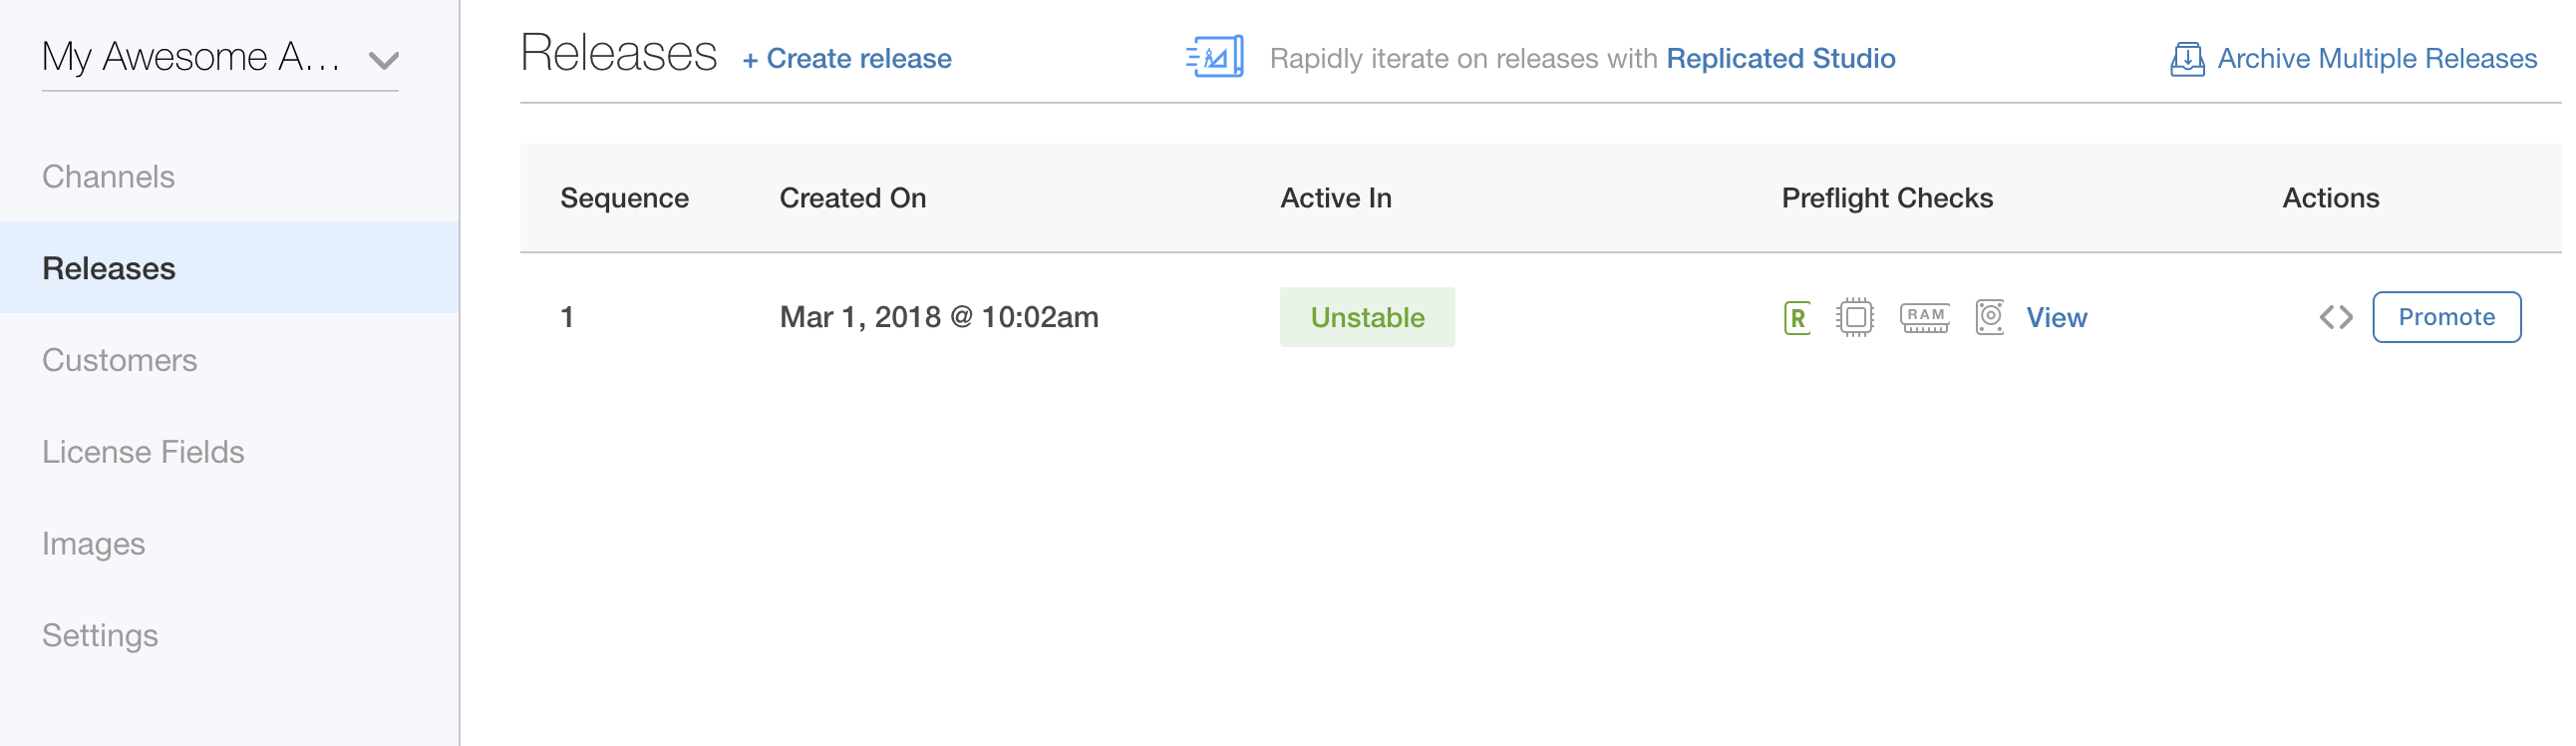 My Awesome A...
Channels
Releases
Customers
License Fields
Images
Settings
Releases + Create release Rapidly iterate on releases with Replicated Studio Archive Multiple Releases
Sequence Created On Active In Preflight Checks Actions
1 Mar 1, 2018 @ 10:02am Unstable R RAM View <> Promote